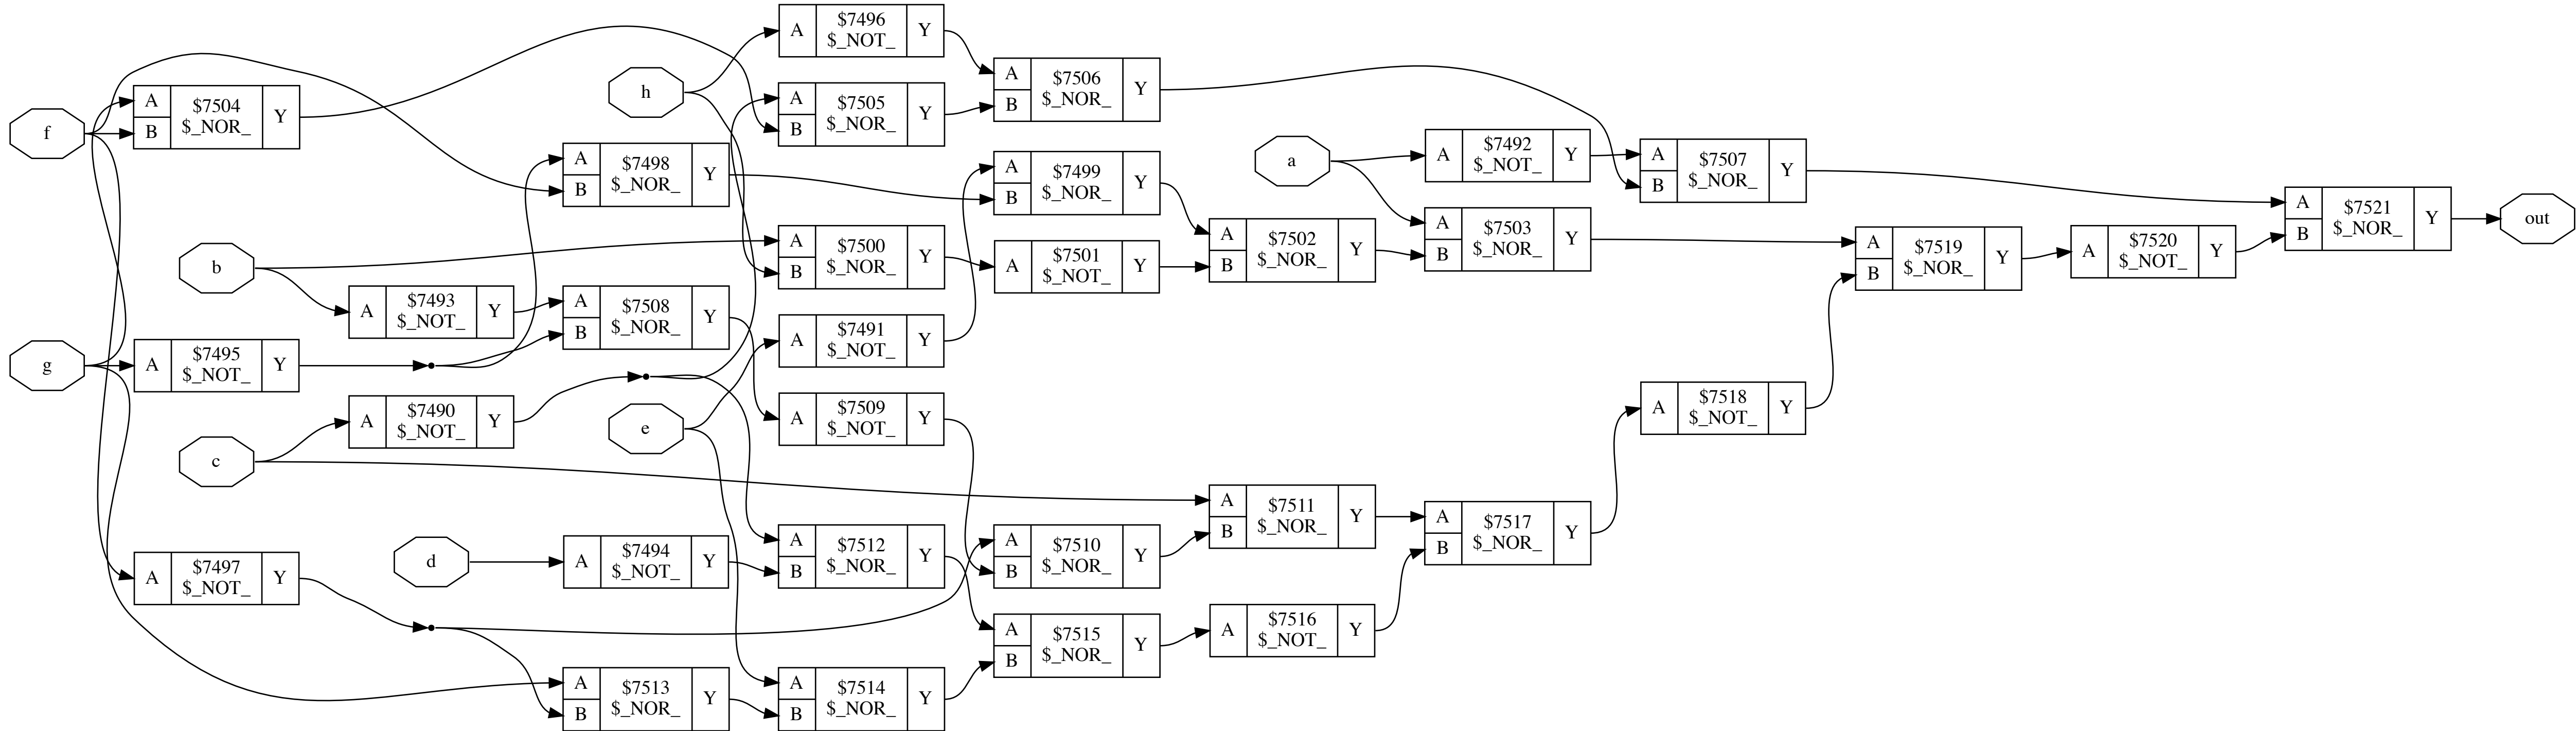 f
g
b
c
d
h
e
a
A
B
$7504
$_NOR_
Y
A
$7495
$_NOT_
Y
A
$7497
$_NOT_
Y
A
$7493
$_NOT_
Y
A
$7490
$_NOT_
Y
A
B
$7498
$_NOR_
Y
A
B
$7508
$_NOR_
Y
A
$7494
$_NOT_
Y
A
B
$7513
$_NOR_
Y
A
$7496
$_NOT_
Y
A
B
$7505
$_NOR_
Y
A
B
$7500
$_NOR_
Y
A
$7491
$_NOT_
Y
A
$7509
$_NOT_
Y
A
B
$7512
$_NOR_
Y
A
B
$7514
$_NOR_
Y
A
B
$7506
$_NOR_
Y
A
B
$7499
$_NOR_
Y
A
$7501
$_NOT_
Y
A
B
$7510
$_NOR_
Y
A
B
$7515
$_NOR_
Y
A
B
$7502
$_NOR_
Y
A
B
$7511
$_NOR_
Y
A
$7516
$_NOT_
Y
A
$7492
$_NOT_
Y
A
B
$7503
$_NOR_
Y
A
B
$7517
$_NOR_
Y
A
B
$7507
$_NOR_
Y
A
$7518
$_NOT_
Y
A
B
$7519
$_NOR_
Y
A
$7520
$_NOT_
Y
A
B
$7521
$_NOR_
Y
out